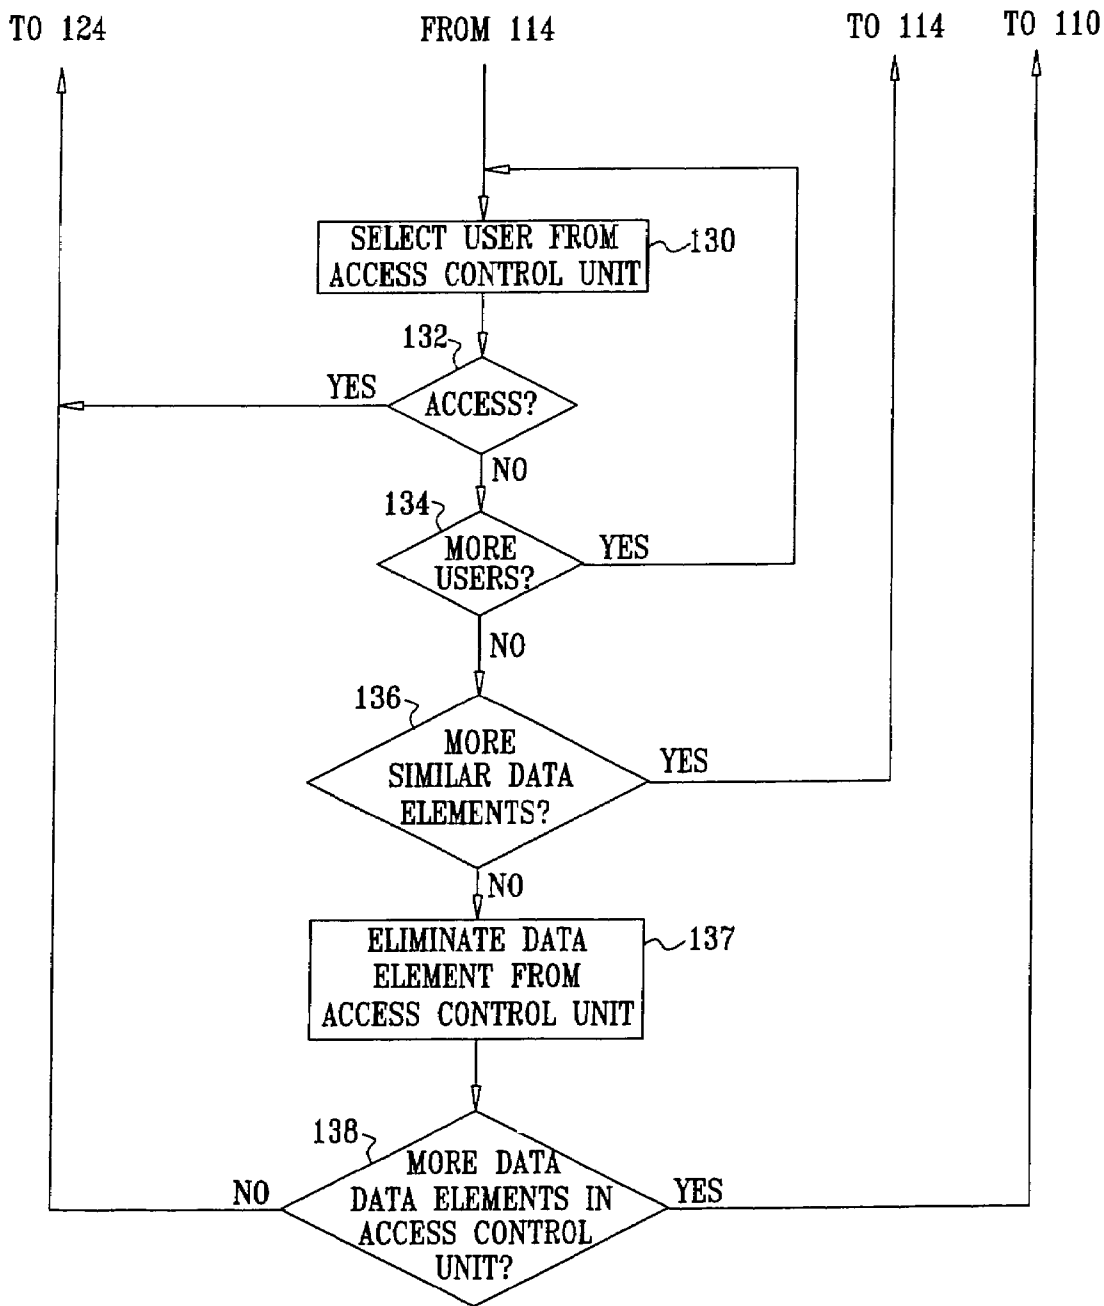 TO 124
FROM 114
TO 114
TO 110
SELECT USER FROM
ACCESS CONTROL UNIT
130
132
YES
ACCESS?
NO
134
MORE
USERS?
YES
NO
136
MORE
SIMILAR DATA
ELEMENTS?
YES
NO
ELIMINATE DATA
ELEMENT FROM
ACCESS CONTROL UNIT
137
138
NO
MORE DATA
DATA ELEMENTS IN
ACCESS CONTROL
UNIT?
YES